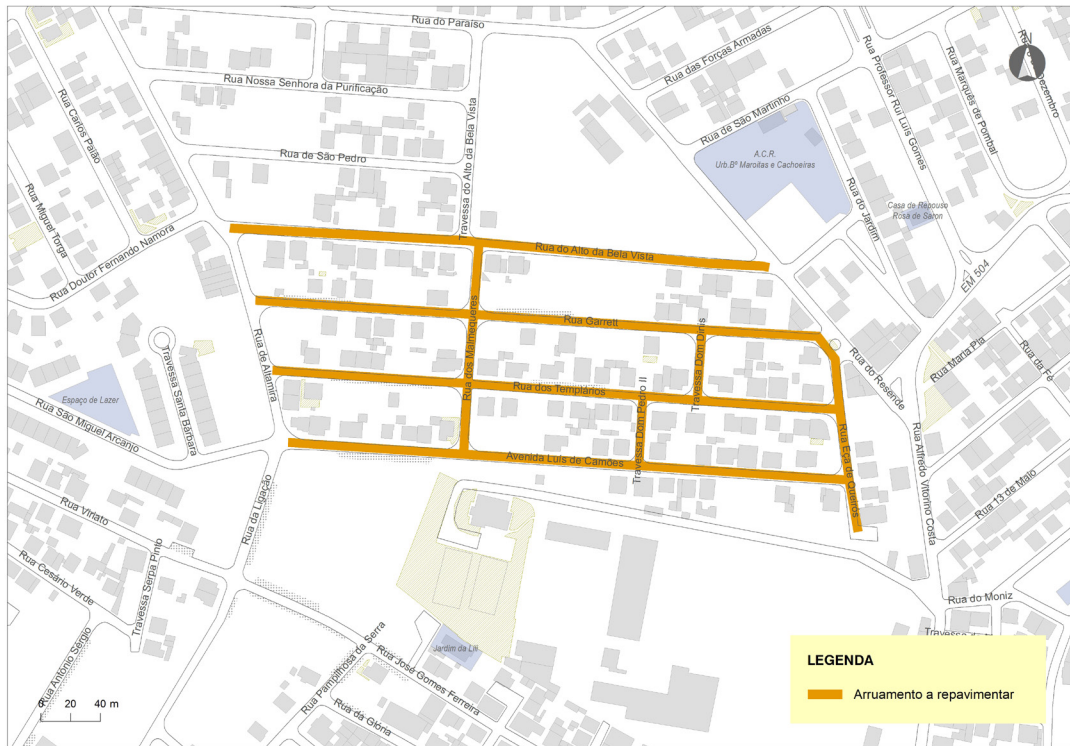 Rua do Paraíso
N
Rua das Forças Armadas
Rua Professor Rui Luís Gomes
Rua Marquês de Pombal
Rua Nossa Senhora da Purificação
Rua Carlos Paião
Travessa do Alto da Bela Vista
Rua de São Martinho
Rua de São Pedro
A.C.R.
Urb.Bº Maroitas e Cachoeiras
Rua Miguel Torga
Rua do Jardim
Casa de Repouso
Rosa de Saron
Rua Doutor Fernando Namora
Rua do Alto da Bela Vista
EM 504
Rua dos Malmequeres
Rua Garrett
Travessa Dom Dinis
Rua de Altamira
Travessa Santa Bárbara
Rua do Resende
Rua Maria Pia
Rua da Fé
Rua dos Templários
Travessa Dom Pedro II
Espaço de Lazer
Rua São Miguel Arcanjo
Rua Eça de Queirós
Rua Alfredo Vitorino Costa
Avenida Luís de Camões
Rua da Ligação
Rua 13 de Maio
Rua Viriato
Travessa Serpa Pinto
Rua Cesário Verde
Rua do Moniz
Rua António Sérgio
Travessa
Jardim da Lili
Rua Pampilhosa da Serra
Rua José Gomes Ferreira
Rua da Glória
0 20 40 m
LEGENDA
Arruamento a repavimentar